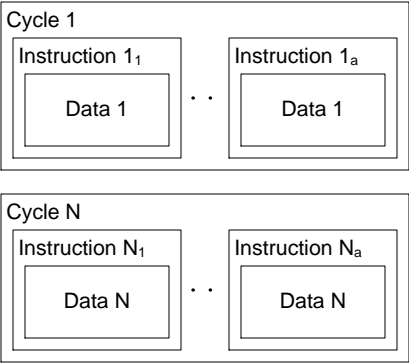 Cycle 1
Instruction 1₁ Instruction 1ₐ
Data 1 . . Data 1
Cycle N
Instruction N₁ Instruction Nₐ
Data N . . Data N